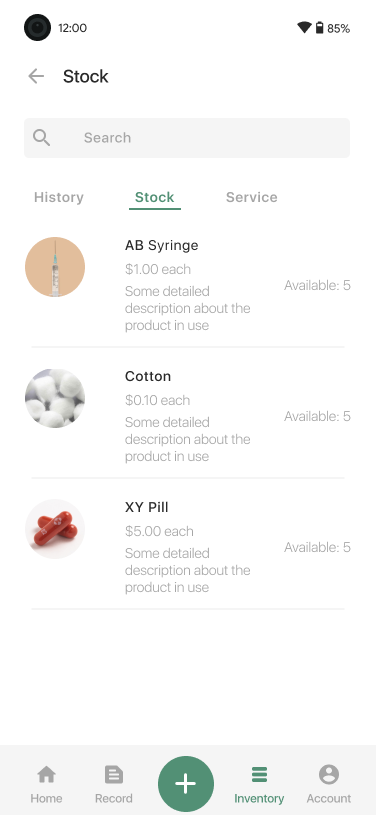 12:00
85%
Stock
Search
History
Stock
Service
AB Syringe
$1.00 each
Some detailed
description about the
product in use
Available: 5
Cotton
$0.10 each
Some detailed
description about the
product in use
Available: 5
XY Pill
$5.00 each
Some detailed
description about the
product in use
Available: 5
Home
Record
Inventory
Account